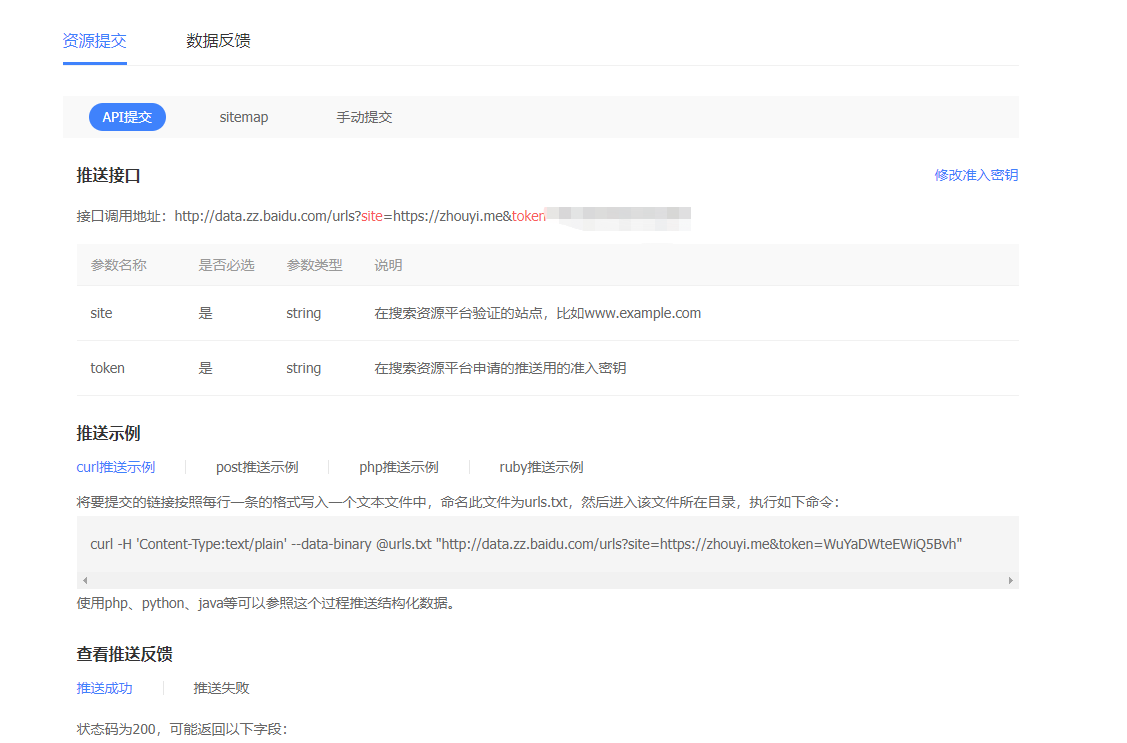 资源提交 数据反馈
API提交 sitemap 手动提交
推送接口 修改准入密钥
接口调用地址：http://data.zz.baidu.com/urls?site=https://zhouyi.me&token
参数名称 是否必选 参数类型 说明
site 是 string 在搜索资源平台验证的站点，比如www.example.com
token 是 string 在搜索资源平台申请的推送用的准入密钥
推送示例
curl推送示例 post推送示例 php推送示例 ruby推送示例
将要提交的链接按照每行一条的格式写入一个文本文件中，命名此文件为urls.txt，然后进入该文件所在目录，执行如下命令：
curl -H 'Content-Type:text/plain' --data-binary @urls.txt "http://data.zz.baidu.com/urls?site=https://zhouyi.me&token=WuYaDWteEWiQ5Bvh"
使用php、python、java等可以参照这个过程推送结构化数据。
查看推送反馈
推送成功 推送失败
状态码为200，可能返回以下字段：